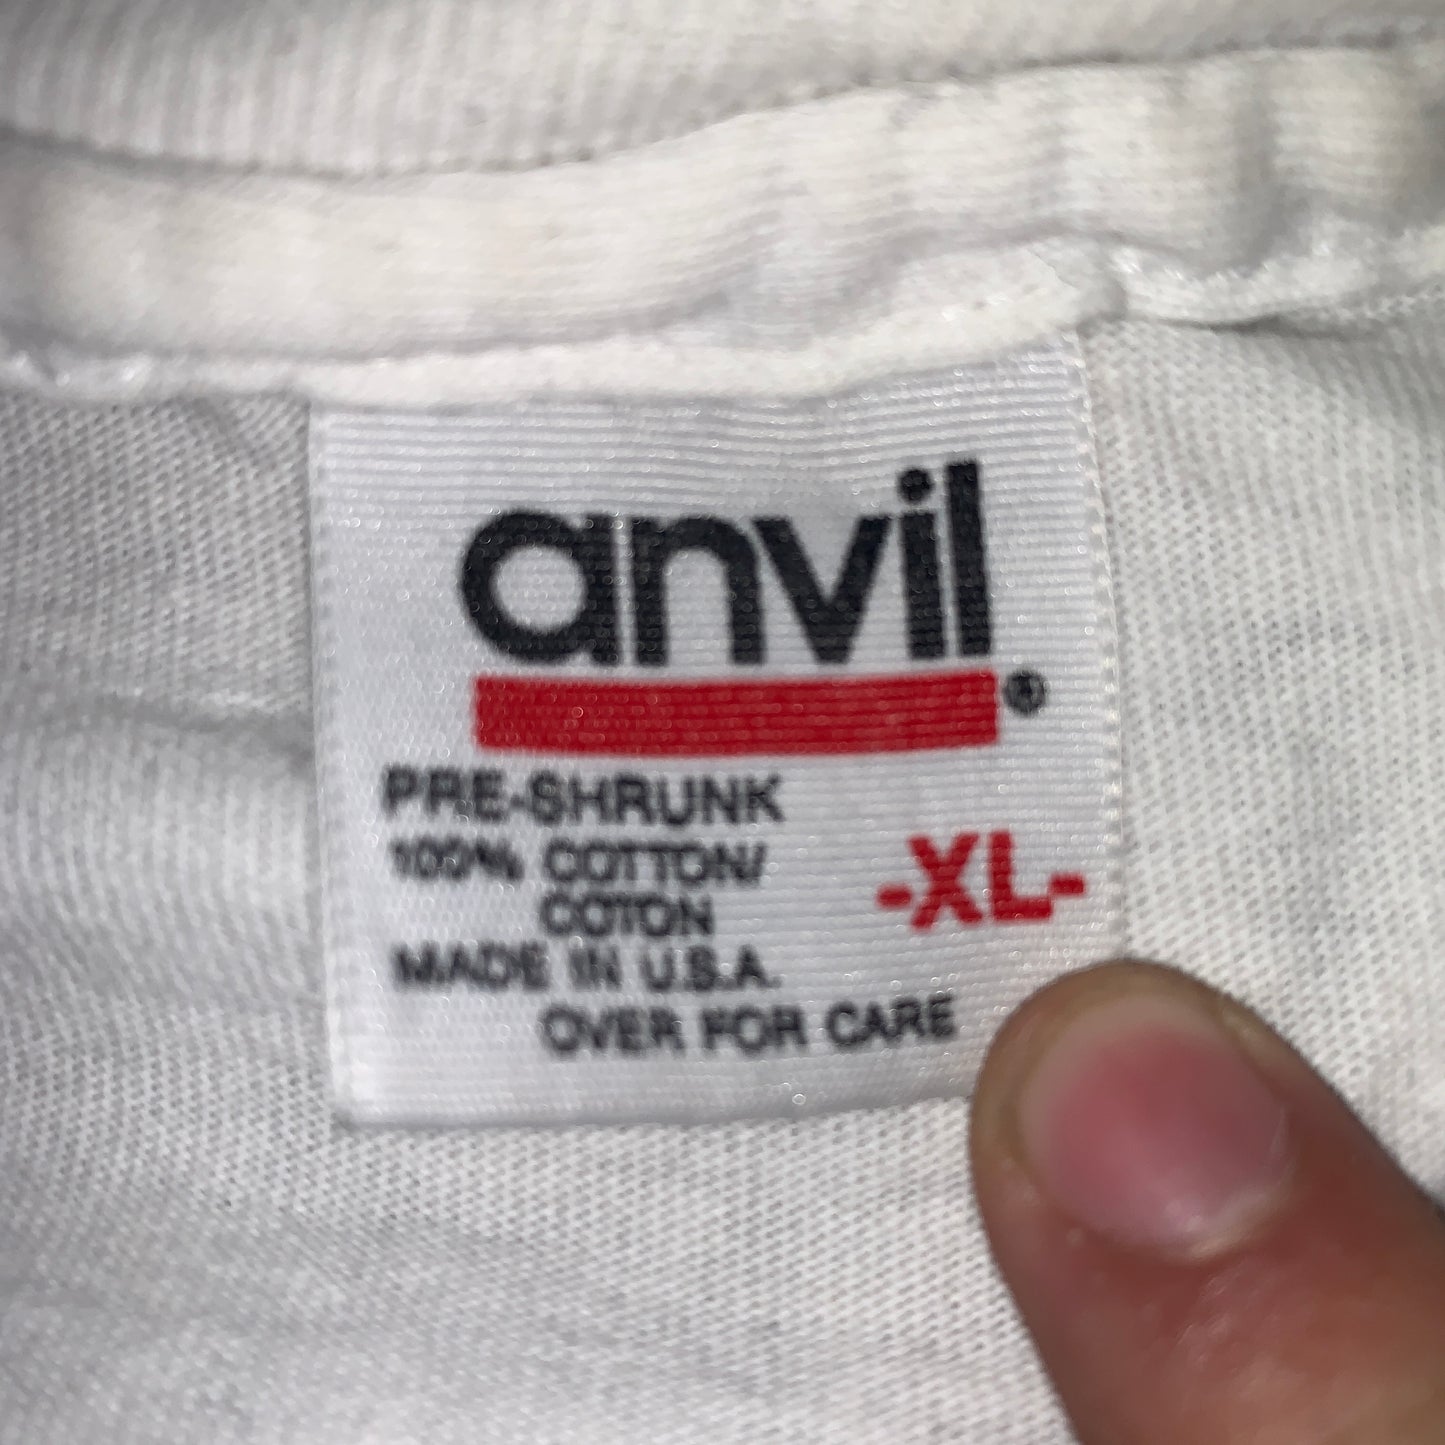 anvil®
PRE-SHRUNK
100% COTTON/
COTON
-XL-
MADE IN U.S.A.
OVER FOR CARE